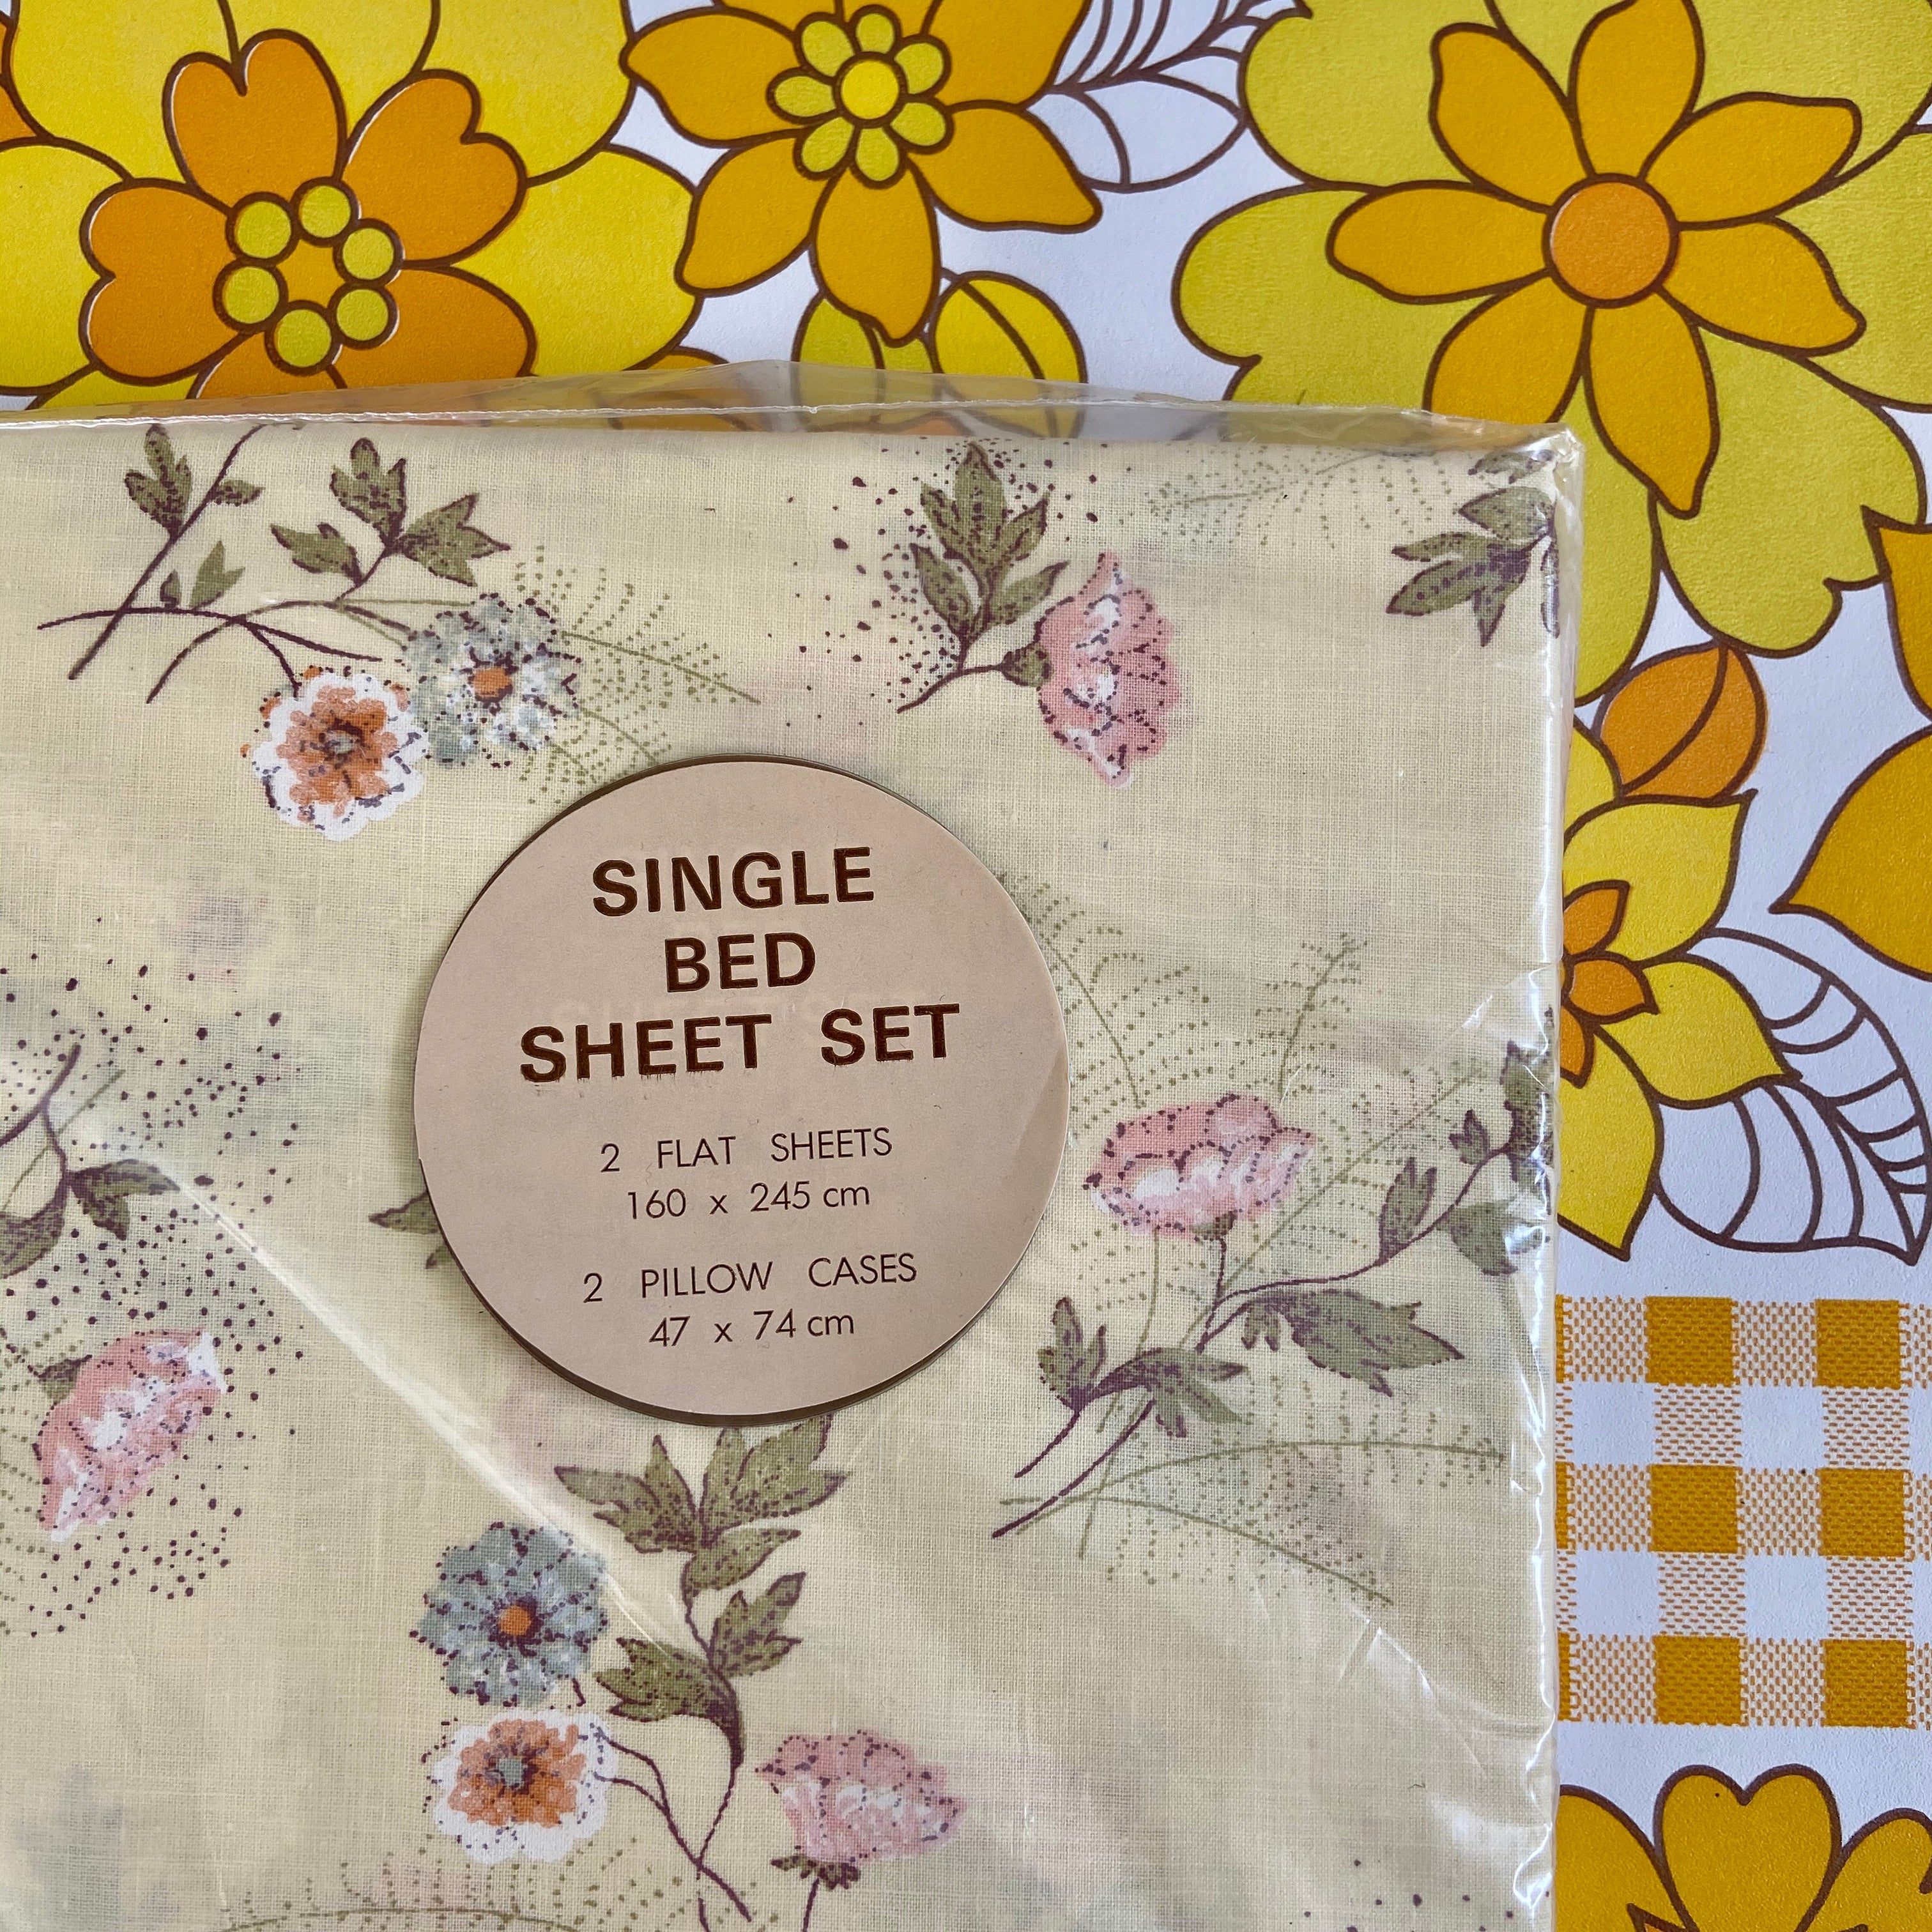 SINGLE
BED
SHEET SET
2 FLAT SHEETS
160 x 245 cm
2 PILLOW CASES
47 x 74 cm